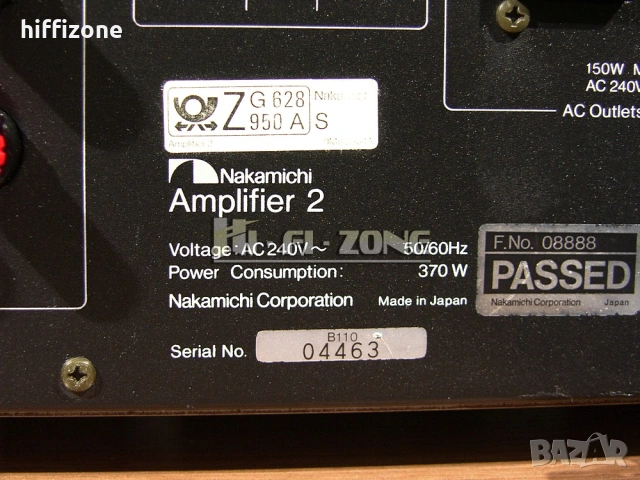 hiffizone
150W M
AC 240V
AC Outlets
Z G 628
950 A S
Amplifier 2
Nakamichi
Amplifier 2
HI-FI-ZONG
Voltage: AC 240V~ 50/60Hz
Power Consumption: 370 W
Nakamichi Corporation Made in Japan
F.No. 08888
PASSED
Nakamichi Corporation Japan
Serial No. B110
04463
BAZAR